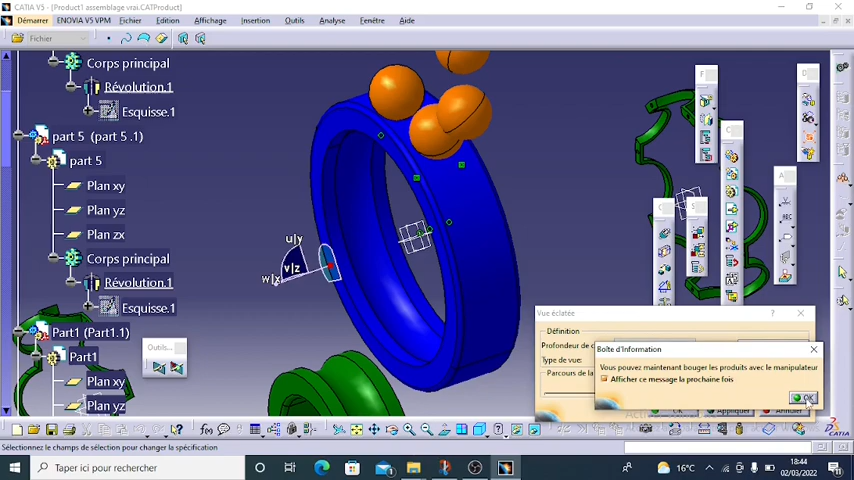 CATIA V5 - [Product1 assemblage vrai.CATProduct]
Démarrer ENOVIA V5 VPM Fichier Edition Affichage Insertion Outils Analyse Fenêtre Aide
Fichier
Corps principal
Révolution.1
Esquisse.1
part 5 (part 5 .1)
part 5
Plan xy
Plan yz
Plan zx
Corps principal
Révolution.1
Esquisse.1
Part1 (Part1.1)
Part1
Plan xy
Plan yz
Outils...
u|y
v|z
w|x
F
D
C
A
C
S
Vue éclatée
Définition
Profondeur de
Type de vue:
Parcours de la
Boîte d'Information
Vous pouvez maintenant bouger les produits avec le manipulateur
Afficher ce message la prochaine fois
OK
OK Appliquer Annuler
Sélectionnez le champs de sélection pour changer la spécification
Taper ici pour rechercher
16°C
18:44
02/03/2022